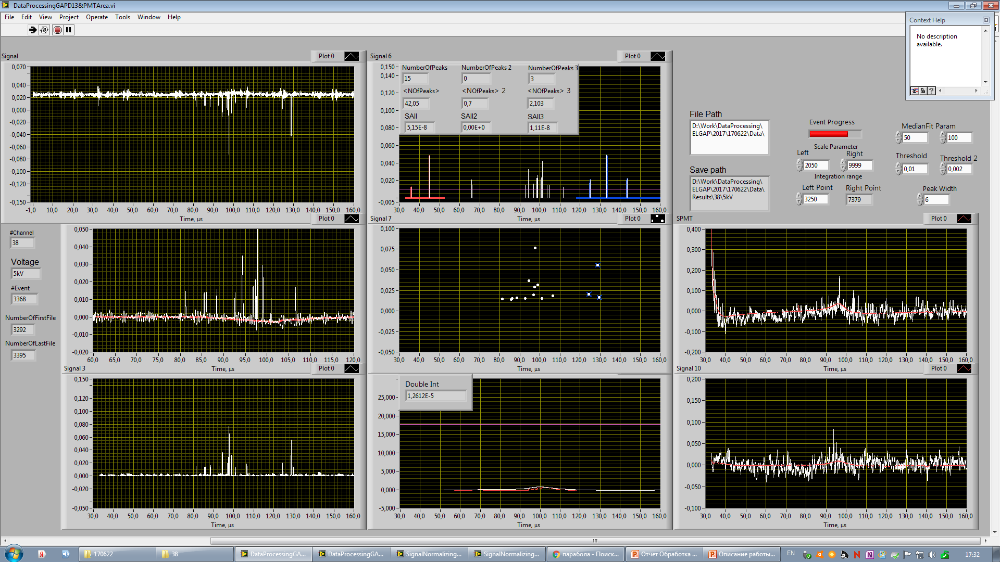 DataProcessingGAPD13&PMTArea.vi
File Edit View Project Operate Tools Window Help
Context Help
No description
available.
Signal
Plot 0
0,070
0,040
0,020
0,000
-0,020
-0,040
-0,060
-0,080
-0,100
-0,120
-0,150
-1,0 10,0 20,0 30,0 40,0 50,0 60,0 70,0 80,0 90,0 100,0 110,0 120,0 130,0 140,0 160,0
Time, µs
Signal 6
Plot 0
0,150
0,140
0,120
0,100
0,080
0,060
0,040
0,020
-0,005
NumberOfPeaks NumberOfPeaks 2 NumberOfPeaks 3
15 0 3
<NOfPeaks> <NOfPeaks> 2 <NOfPeaks> 3
42,05 0,7 2,103
SAll SAll2 SAll3
5,15E-8 0,00E+0 1,11E-8
30,0 40,0 50,0 60,0 70,0 80,0 90,0 100,0 110,0 120,0 130,0 140,0 160,0
Time, µs
File Path
D:\Work\DataProcessing\
ELGAP\2017\170622\Data\
Save path
D:\Work\DataProcessing\
ELGAP\2017\170622\Data\
Results\38\5kV
Event Progress
Scale Parameter
Left Right
2050 9999
Integration range
Left Point Right Point
3250 7379
MedianFit Param
50 100
Threshold Threshold 2
0,01 0,002
Peak Width
6
#Channel
38
Voltage
5kV
#Event
3368
NumberOfFirstFile
3292
NumberOfLastFile
3395
Plot 0
0,050
0,040
0,030
0,020
0,010
0,000
-0,010
-0,020
60,0 65,0 70,0 75,0 80,0 85,0 90,0 95,0 100,0 105,0 110,0 115,0 120,0
Time, µs
Signal 7
Plot 0
0,100
0,075
0,050
0,025
0,000
-0,025
-0,050
30,0 40,0 50,0 60,0 70,0 80,0 90,0 100,0 110,0 120,0 130,0 140,0 160,0
Time, µs
SPMT
Plot 0
0,400
0,300
0,200
0,100
0,000
-0,100
-0,200
30,0 40,0 50,0 60,0 70,0 80,0 90,0 100,0 110,0 120,0 130,0 140,0 160,0
Time, µs
Signal 3
Plot 0
0,150
0,120
0,100
0,080
0,060
0,040
0,020
0,000
-0,020
-0,050
30,0 40,0 50,0 60,0 70,0 80,0 90,0 100,0 110,0 120,0 130,0 140,0 160,0
Time, µs
Double Int
1,2612E-5
25,000
20,000
15,000
10,000
5,000
0,000
-5,000
30,0 40,0 50,0 60,0 70,0 80,0 90,0 100,0 110,0 120,0 130,0 140,0 160,0
Time, µs
Signal 10
Plot 0
0,200
0,150
0,100
0,050
0,000
-0,050
-0,100
30,0 40,0 50,0 60,0 70,0 80,0 90,0 100,0 110,0 120,0 130,0 140,0 160,0
Time, µs
170622 38 DataProcessingGA... DataProcessingGA... SignalNormalizing... SignalNormalizing... парабола - Поиск... Отчет Обработка ... Описание работы... EN 17:32